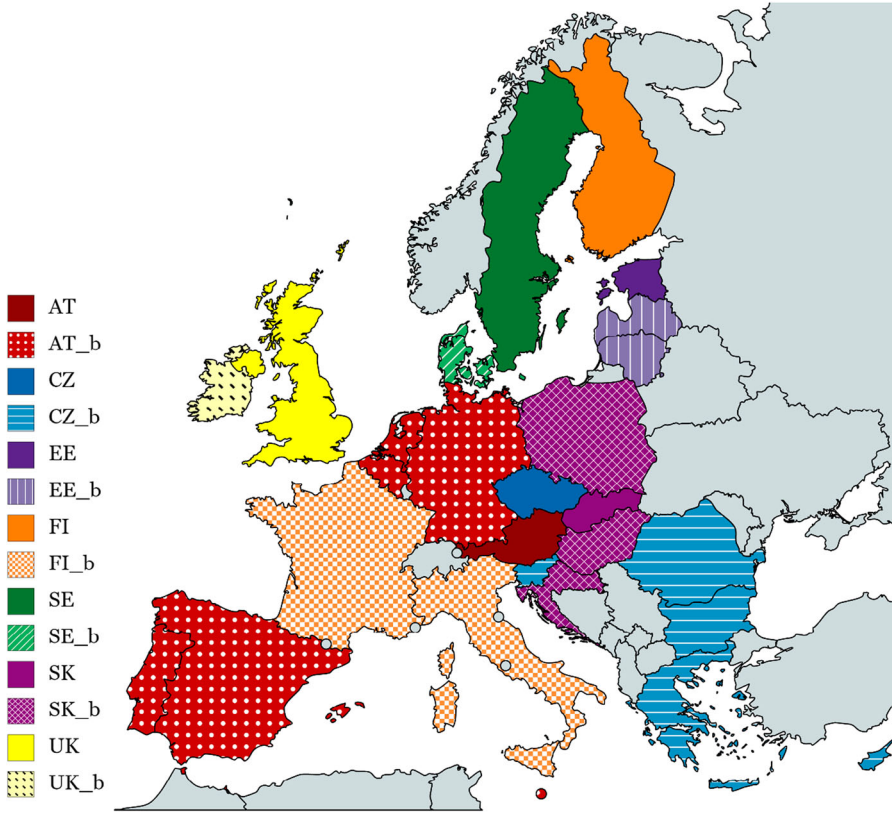 AT
AT_b
CZ
CZ_b
EE
EE_b
FI
FI_b
SE
SE_b
SK
SK_b
UK
UK_b